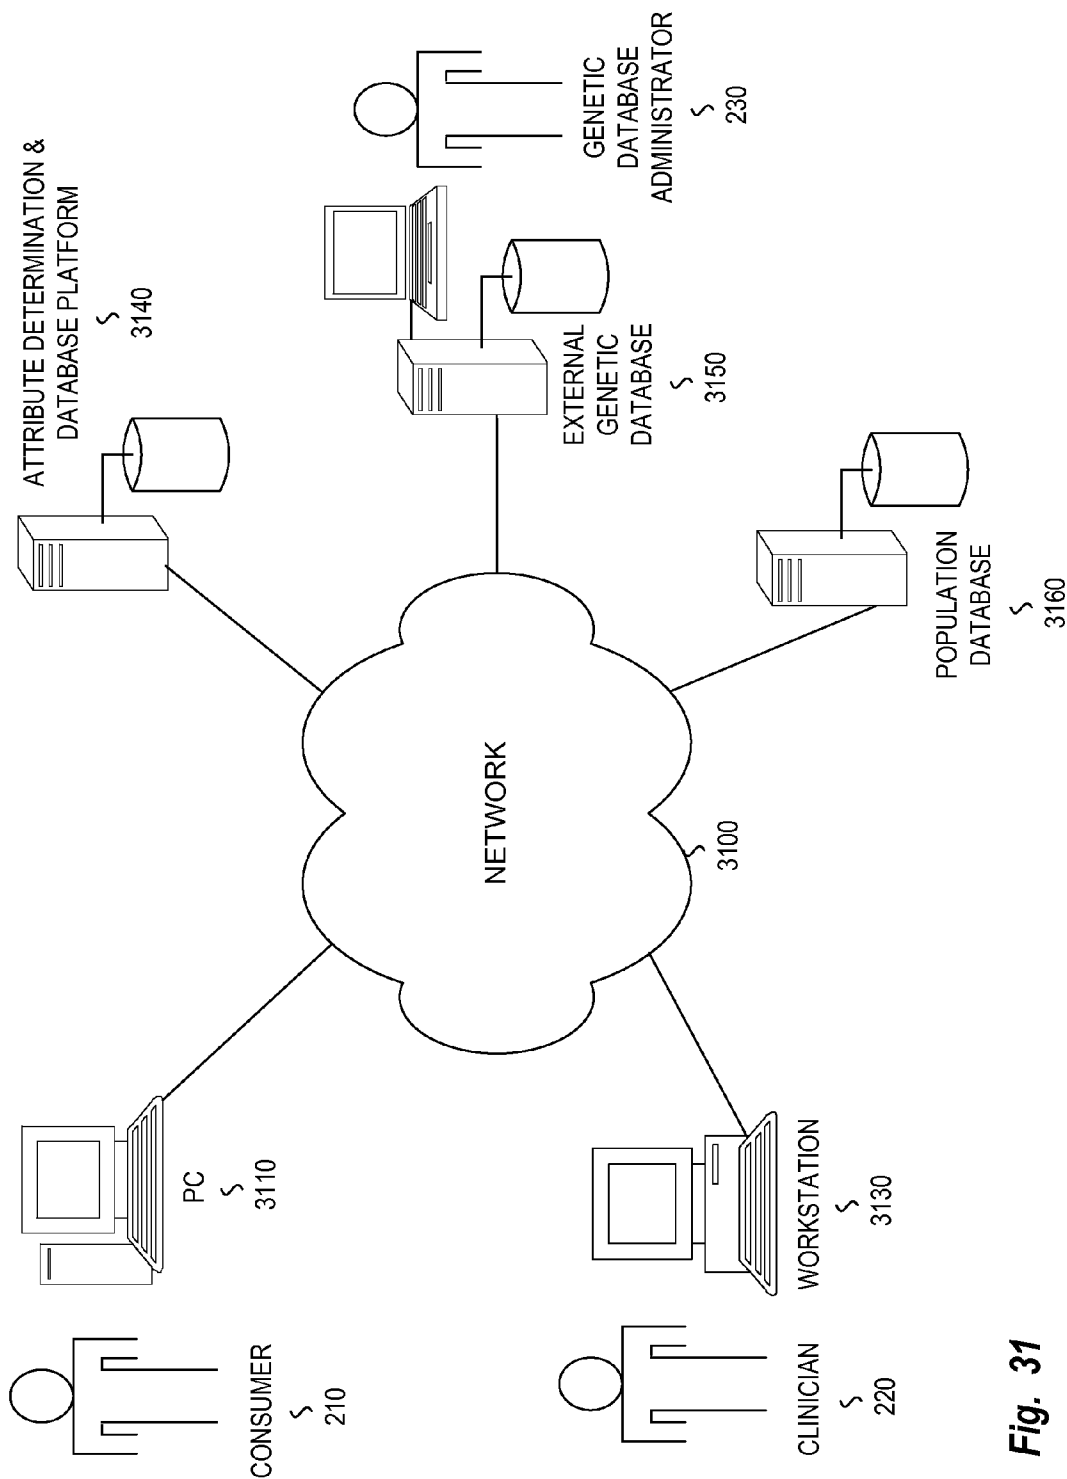 ATTRIBUTE DETERMINATION &
DATABASE PLATFORM
3140
GENETIC
DATABASE
ADMINISTRATOR
230
EXTERNAL
GENETIC
DATABASE
3150
POPULATION
DATABASE
3160
NETWORK
3100
PC
3110
CONSUMER
210
WORKSTATION
3130
CLINICIAN
220
Fig. 31